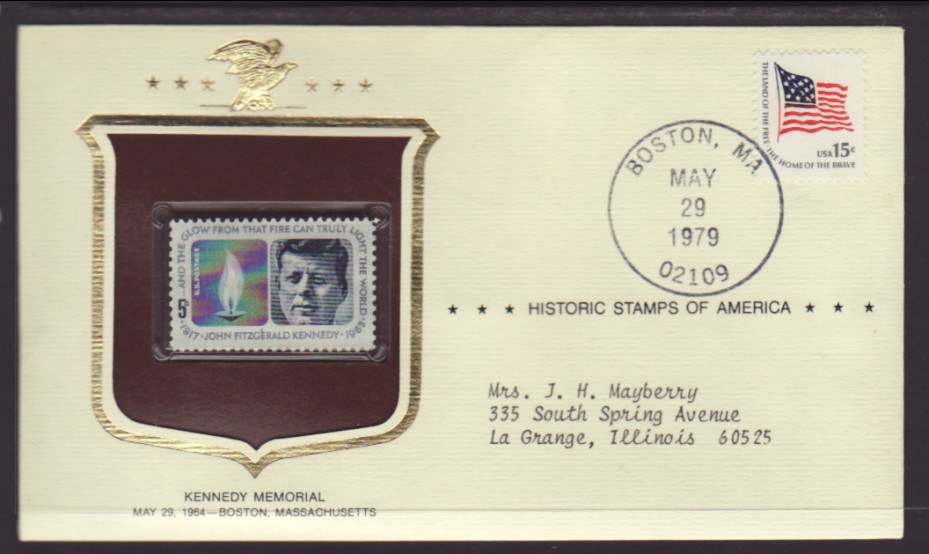 THE LAND OF THE FREE THE HOME OF THE BRAVE
USA 15c
BOSTON, MA
MAY
29
1979
02109
—AND THE GLOW FROM THAT FIRE CAN TRULY LIGHT THE WORLD
U.S. POSTAGE
5c
1917 · JOHN FITZGERALD KENNEDY · 1963
★ ★ ★ HISTORIC STAMPS OF AMERICA ★ ★ ★
Mrs. J. H. Mayberry
335 South Spring Avenue
La Grange, Illinois 60525
KENNEDY MEMORIAL
MAY 29, 1964—BOSTON, MASSACHUSETTS